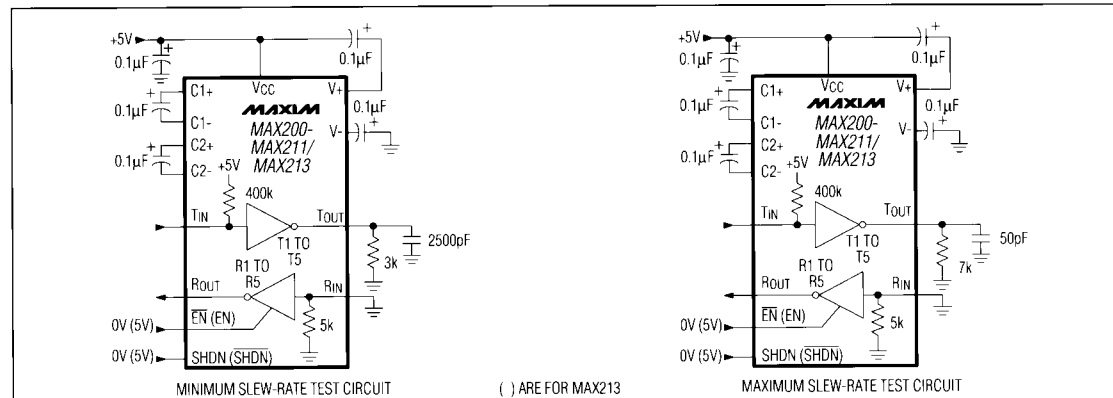 +5V
+
+
0.1µF
0.1µF
VCC
V+
0.1µF
+
0.1µF
C1+
C1-
MAXIM
MAX200-
MAX211/
MAX213
V-
+
+
0.1µF
C2+
C2-
+5V
400k
TIN
TOUT
2500pF
3k
T1 TO
T5
R1 TO
R5
ROUT
RIN
5k
0V (5V)
E̅N̅ (EN)
0V (5V)
SHDN (S̅H̅D̅N̅)
MINIMUM SLEW-RATE TEST CIRCUIT
( ) ARE FOR MAX213
+5V
+
+
0.1µF
0.1µF
VCC
V+
0.1µF
+
0.1µF
C1+
C1-
MAXIM
MAX200-
MAX211/
MAX213
V-
+
+
0.1µF
C2+
C2-
+5V
400k
TIN
TOUT
50pF
7k
T1 TO
T5
R1 TO
R5
ROUT
RIN
5k
0V (5V)
E̅N̅ (EN)
0V (5V)
SHDN (S̅H̅D̅N̅)
MAXIMUM SLEW-RATE TEST CIRCUIT